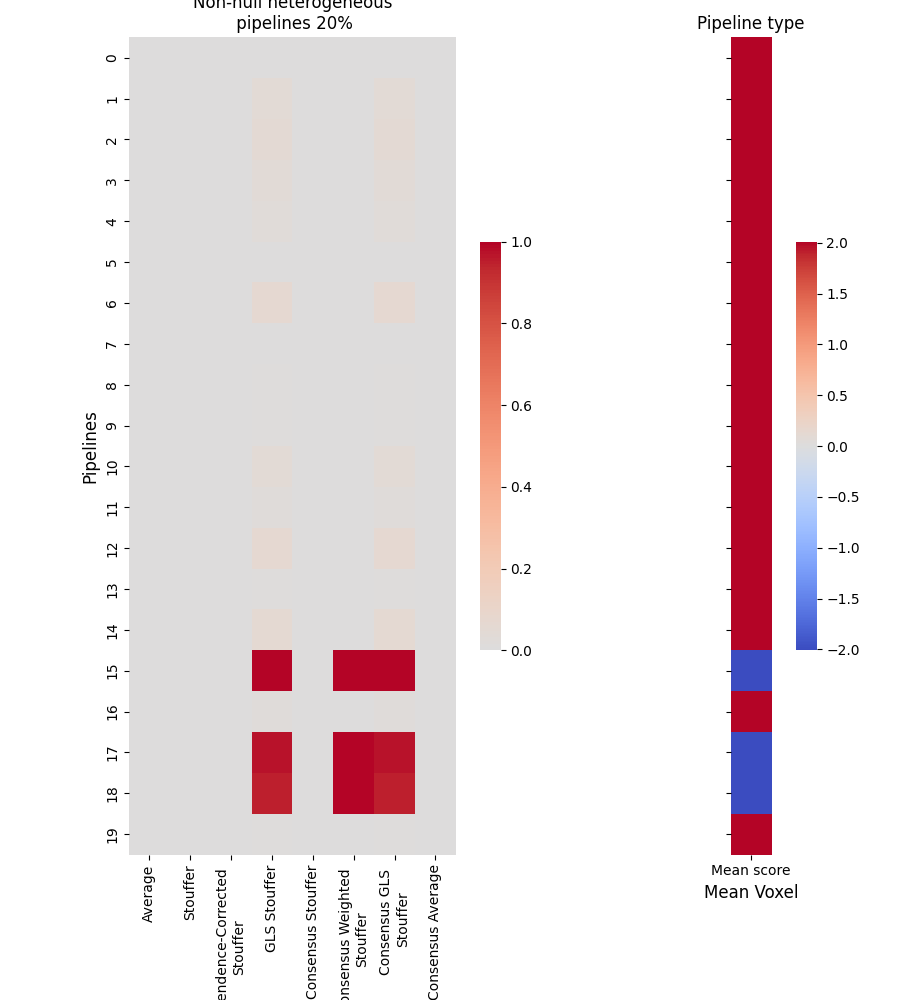 Non-null heterogeneous
pipelines 20%
Pipeline type
Pipelines
0
1
2
3
4
5
6
7
8
9
10
11
12
13
14
15
16
17
18
19
1.0
0.8
0.6
0.4
0.2
0.0
2.0
1.5
1.0
0.5
0.0
−0.5
−1.0
−1.5
−2.0
Average
Stouffer
Stouffer
GLS Stouffer
Consensus Stouffer
Weighted
Stouffer
Consensus GLS
Stouffer
Consensus Average
Mean score
Mean Voxel